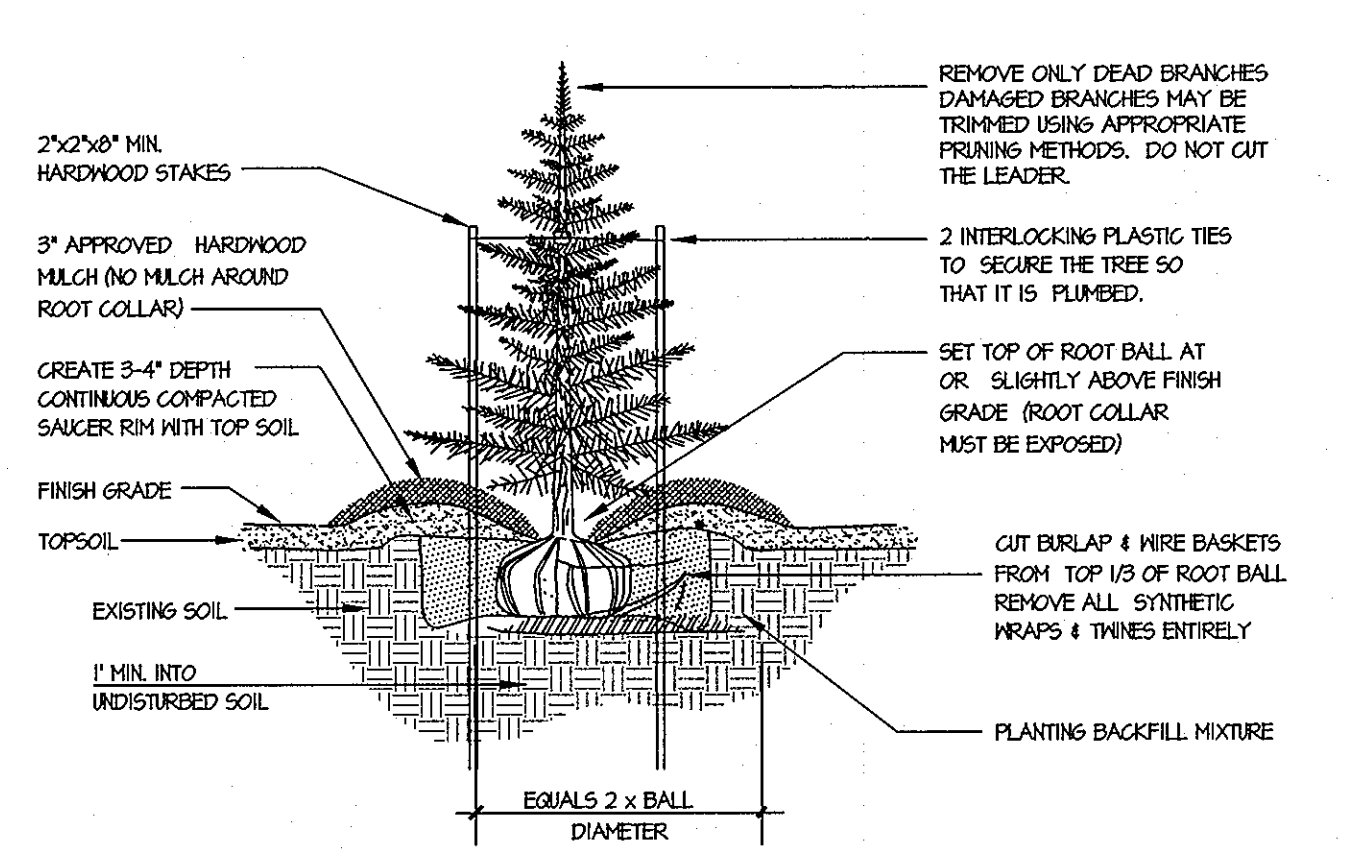 2"x2"x8" MIN.
HARDWOOD STAKES
3" APPROVED HARDWOOD
MULCH (NO MULCH AROUND
ROOT COLLAR)
CREATE 3-4" DEPTH
CONTINUOUS COMPACTED
SAUCER RIM WITH TOP SOIL
FINISH GRADE
TOPSOIL
EXISTING SOIL
1' MIN. INTO
UNDISTURBED SOIL
REMOVE ONLY DEAD BRANCHES
DAMAGED BRANCHES MAY BE
TRIMMED USING APPROPRIATE
PRUNING METHODS. DO NOT CUT
THE LEADER.
2 INTERLOCKING PLASTIC TIES
TO SECURE THE TREE SO
THAT IT IS PLUMBED.
SET TOP OF ROOT BALL AT
OR SLIGHTLY ABOVE FINISH
GRADE (ROOT COLLAR
MUST BE EXPOSED)
CUT BURLAP & WIRE BASKETS
FROM TOP 1/3 OF ROOT BALL
REMOVE ALL SYNTHETIC
WRAPS & TWINES ENTIRELY
PLANTING BACKFILL MIXTURE
EQUALS 2 x BALL
DIAMETER